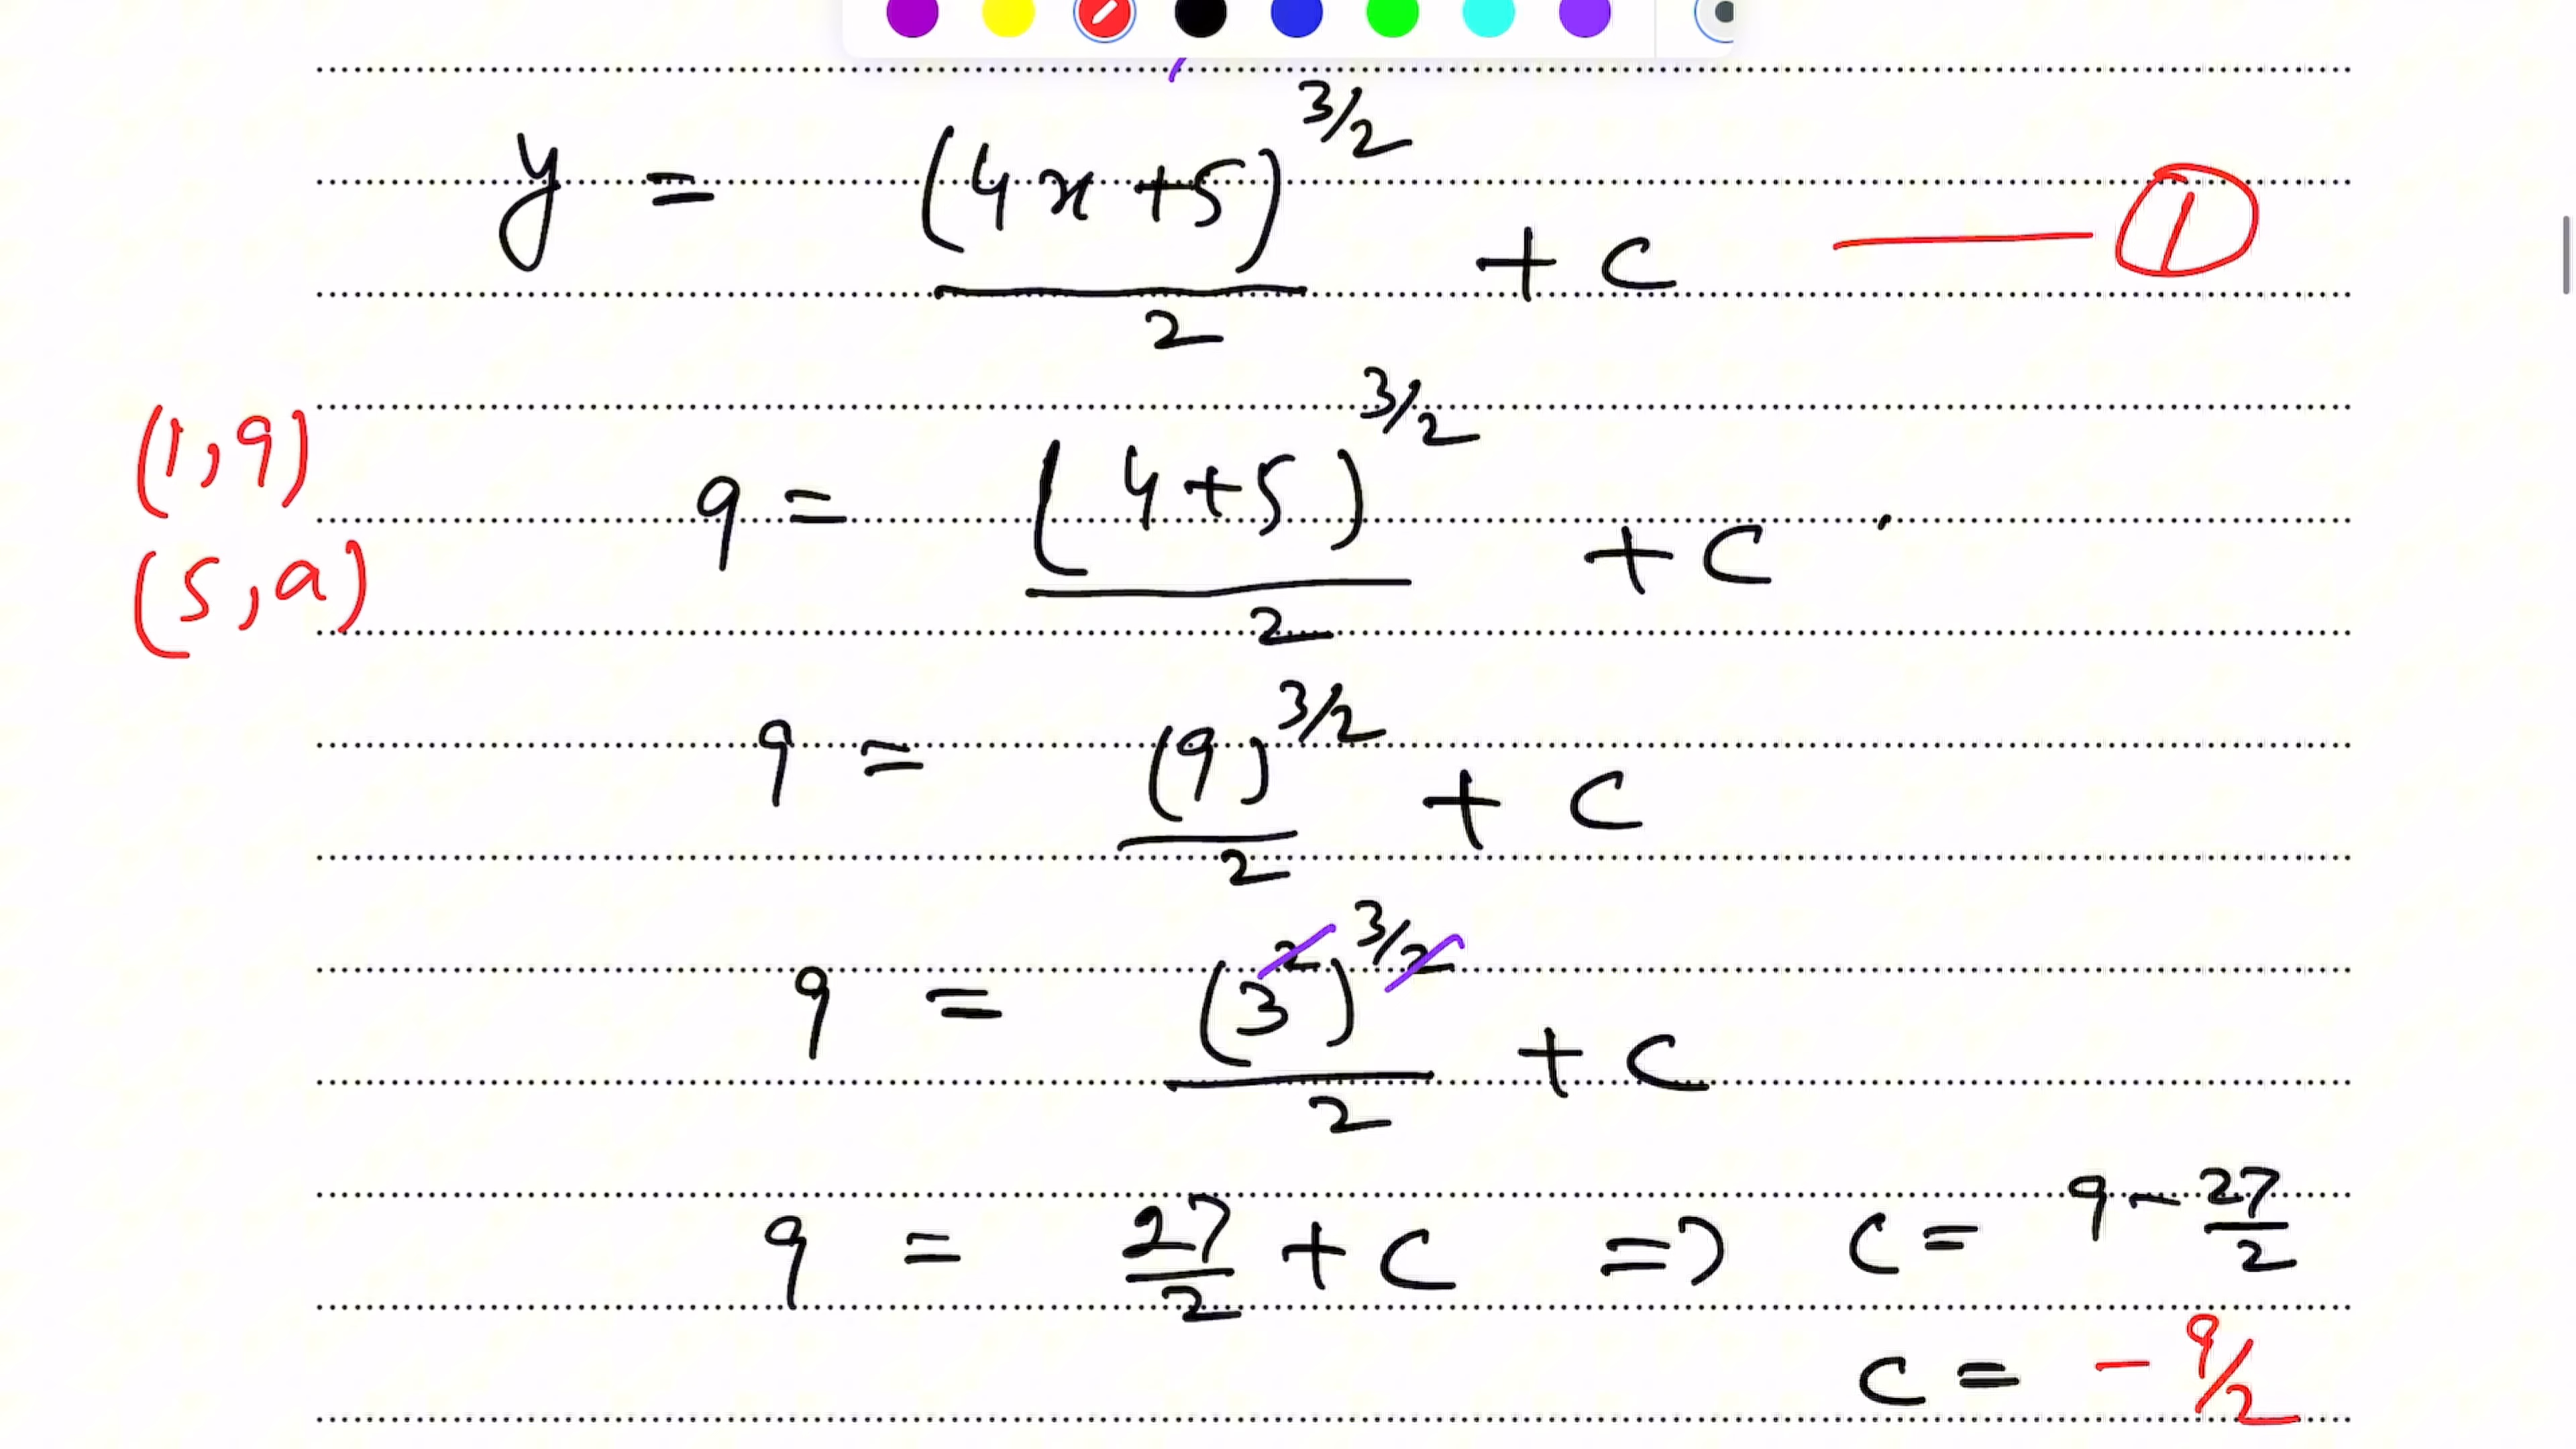 y = (4x+5)^3/2 / 2 + c —— ①
(1,9)
9 = (4+5)^3/2 / 2 + c
(5,a)
9 = (9)^3/2 / 2 + c
9 = (3^2)^3/2 / 2 + c
9 = 27/2 + c => c = 9 - 27/2
c = - 9/2